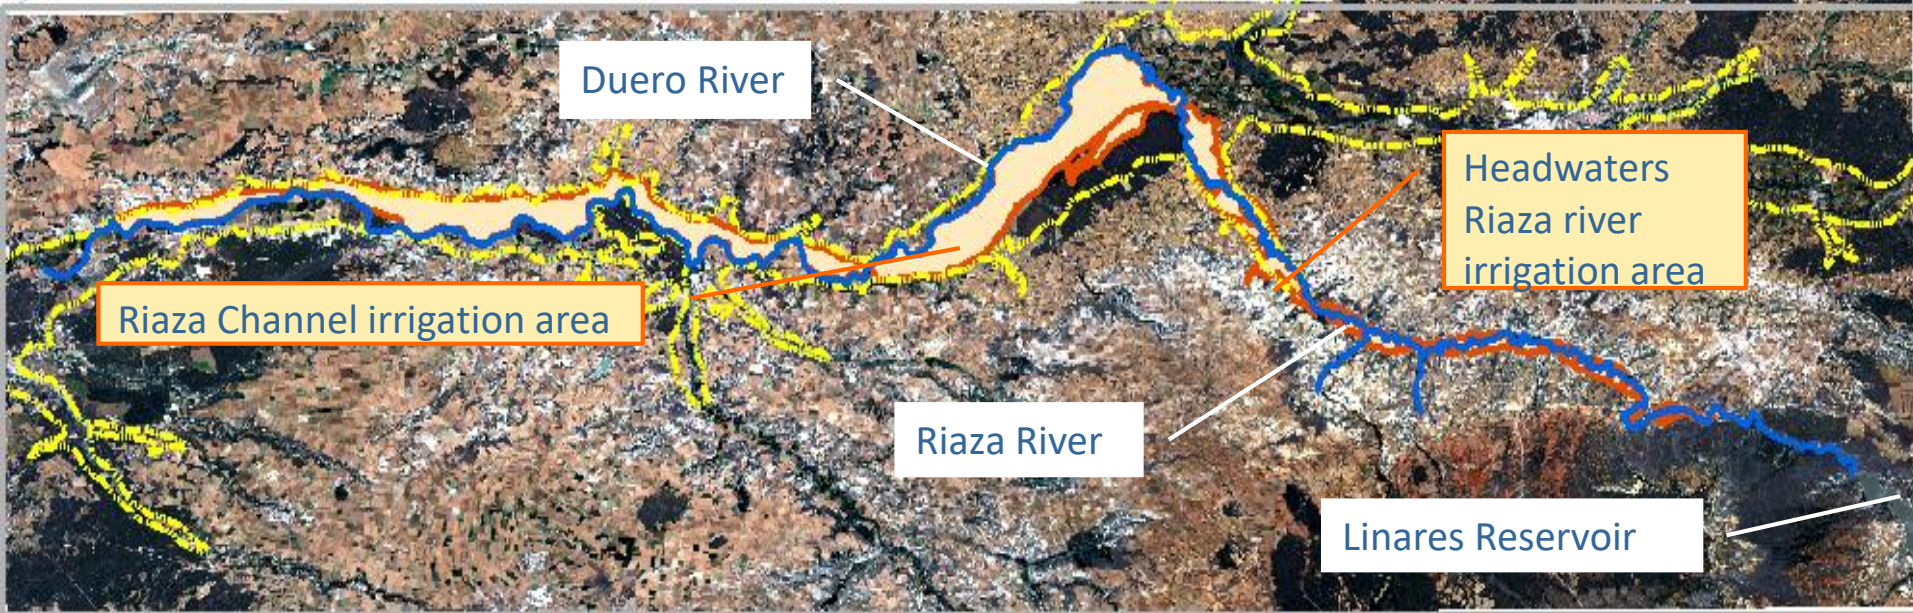 Duero River
Headwaters
Riaza river
irrigation area
Riaza Channel irrigation area
Riaza River
Linares Reservoir